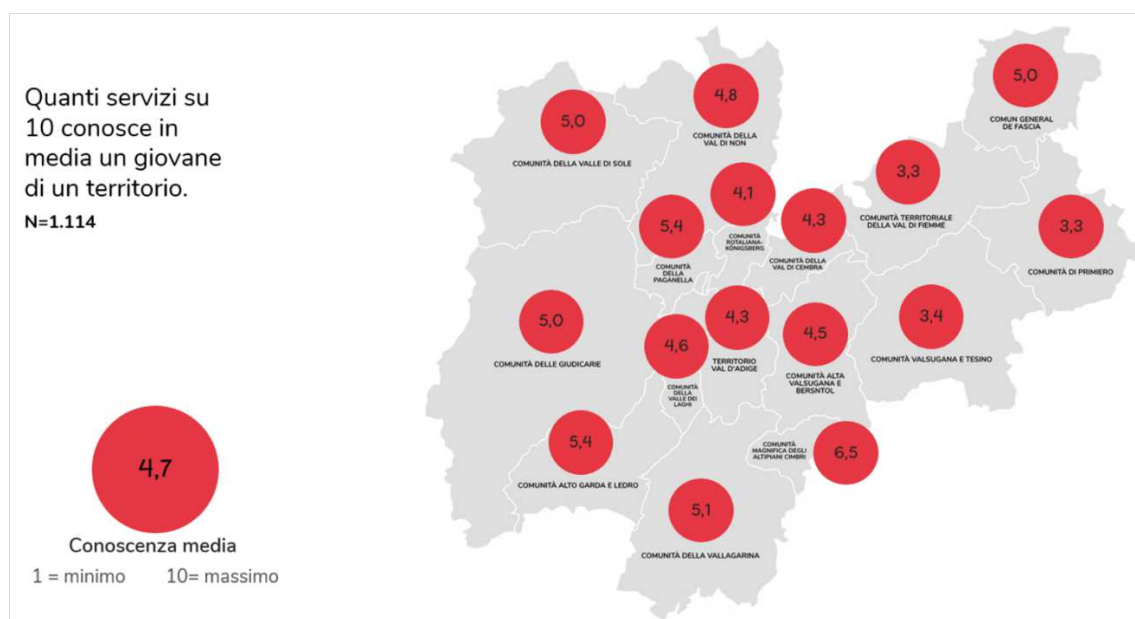 Quanti servizi su
10 conosce in
media un giovane
di un territorio.
N=1.114
4,7
Conoscenza media
1 = minimo 10= massimo
5,0
COMUNITÀ DELLA VALLE DI SOLE
4,8
COMUNITÀ DELLA
VAL DI NON
5,0
COMUN GENERAL
DE FASCIA
5,4
COMUNITÀ
DELLA
PAGANELLA
4,1
COMUNITÀ
ROTALIANA-
KÖNIGSBERG
4,3
COMUNITÀ DELLA
VAL DI CEMBRA
3,3
COMUNITÀ TERRITORIALE
DELLA VAL DI FIEMME
3,3
COMUNITÀ DI PRIMIERO
5,0
COMUNITÀ DELLE GIUDICARIE
4,6
COMUNITÀ
DELLA
VALLE DEI
LAGHI
4,3
TERRITORIO
VAL D'ADIGE
4,5
COMUNITÀ ALTA
VALSUGANA E
BERSNTOL
3,4
COMUNITÀ VALSUGANA E TESINO
5,4
COMUNITÀ ALTO GARDA E LEDRO
COMUNITÀ
MAGNIFICA DEGLI
ALTIPIANI CIMBRI
6,5
5,1
COMUNITÀ DELLA VALLAGARINA